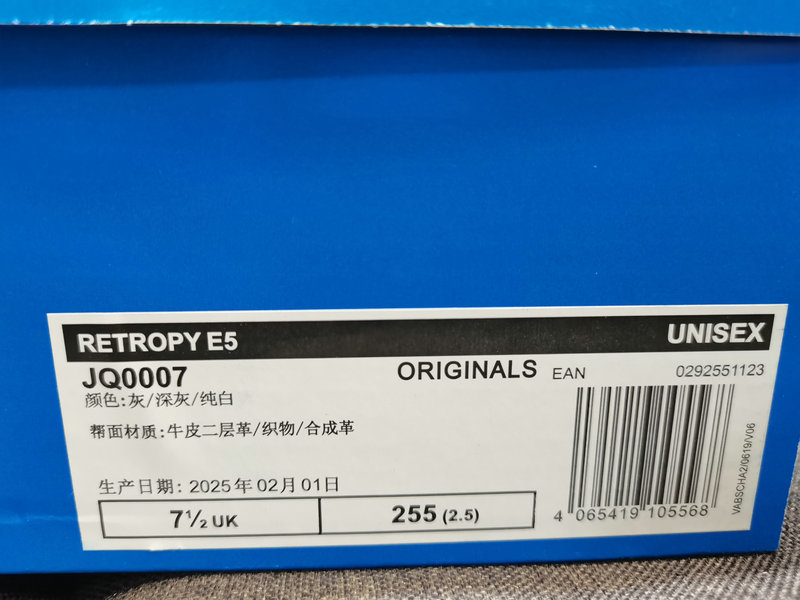 RETROPY E5 UNISEX
JQ0007 ORIGINALS EAN 0292551123
颜色:灰/深灰/纯白
帮面材质:牛皮二层革/织物/合成革
生产日期: 2025年02月01日
7½ UK 255 (2.5)
4 065419 105568
VABSCHA2/0619/V06